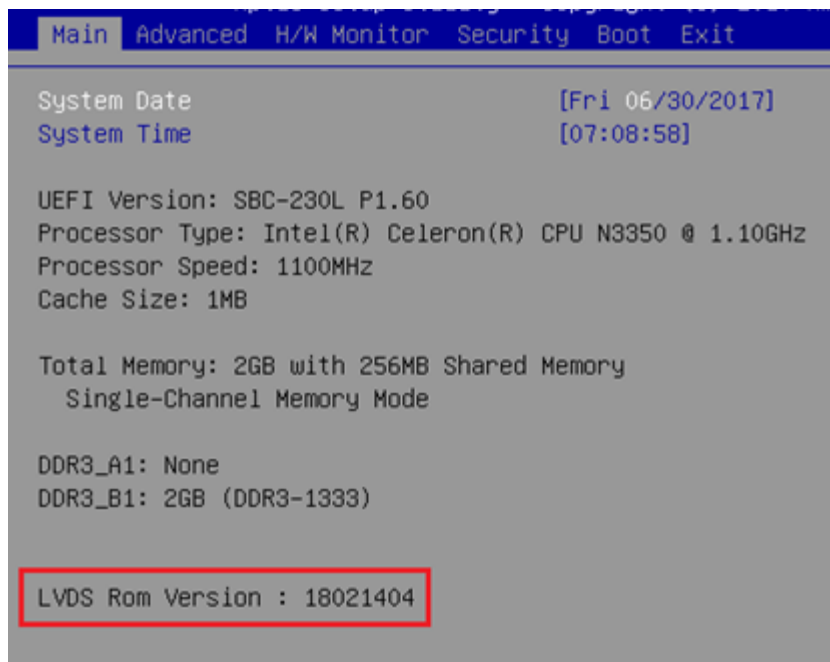 Main Advanced H/W Monitor Security Boot Exit
System Date [Fri 06/30/2017]
System Time [07:08:58]
UEFI Version: SBC-230L P1.60
Processor Type: Intel(R) Celeron(R) CPU N3350 @ 1.10GHz
Processor Speed: 1100MHz
Cache Size: 1MB
Total Memory: 2GB with 256MB Shared Memory
Single-Channel Memory Mode
DDR3_A1: None
DDR3_B1: 2GB (DDR3-1333)
LVDS Rom Version : 18021404